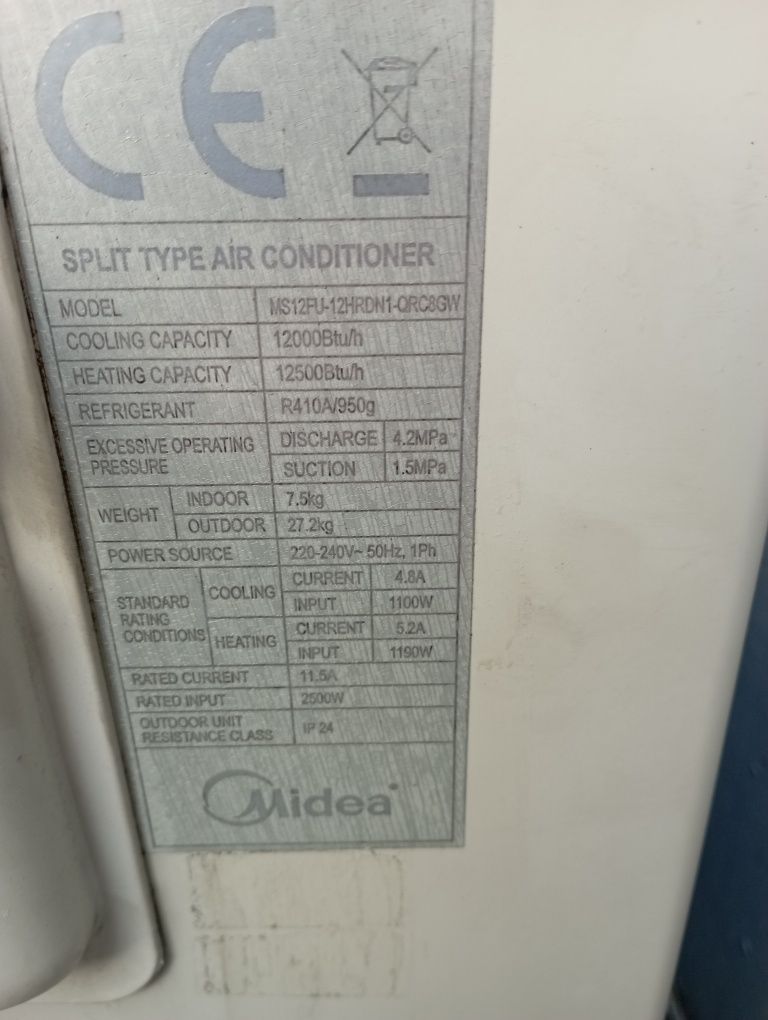 CE
SPLIT TYPE AIR CONDITIONER
MODEL MS12FU-12HRDN1-QRC8GW
COOLING CAPACITY 12000Btu/h
HEATING CAPACITY 12500Btu/h
REFRIGERANT R410A/950g
EXCESSIVE OPERATING PRESSURE DISCHARGE 4.2MPa
SUCTION 1.5MPa
WEIGHT INDOOR 7.5kg
OUTDOOR 27.2kg
POWER SOURCE 220-240V~ 50Hz, 1Ph
STANDARD RATING CONDITIONS COOLING CURRENT 4.8A
INPUT 1100W
HEATING CURRENT 5.2A
INPUT 1190W
RATED CURRENT 11.5A
RATED INPUT 2500W
OUTDOOR UNIT RESISTANCE CLASS IP 24
Midea